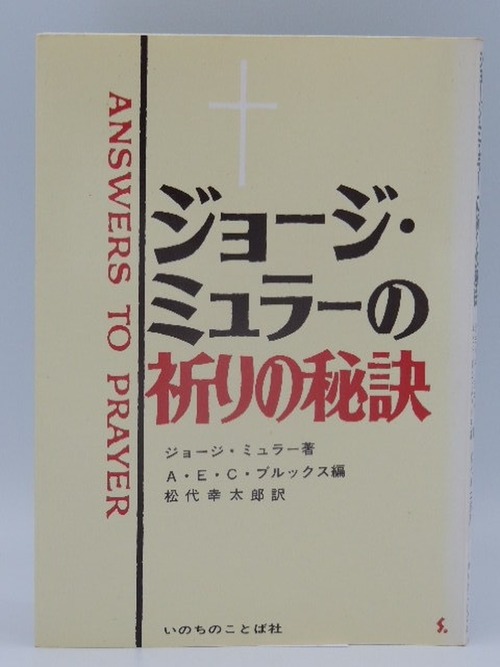 ANSWERS TO PRAYER
ジョージ・
ミュラーの
祈りの秘訣
ジョージ・ミュラー著
A・E・C・ブルックス編
松代幸太郎訳
いのちのことば社